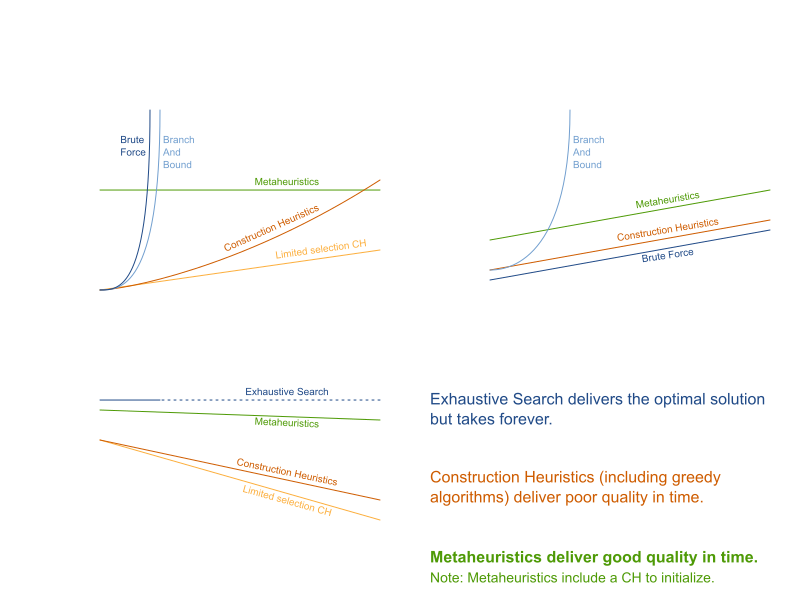 Brute
Force
Branch
And
Bound
Metaheuristics
Construction Heuristics
Limited selection CH
Branch
And
Bound
Metaheuristics
Construction Heuristics
Brute Force
Exhaustive Search
Metaheuristics
Construction Heuristics
Limited selection CH
Exhaustive Search delivers the optimal solution
but takes forever.
Construction Heuristics (including greedy
algorithms) deliver poor quality in time.
Metaheuristics deliver good quality in time.
Note: Metaheuristics include a CH to initialize.